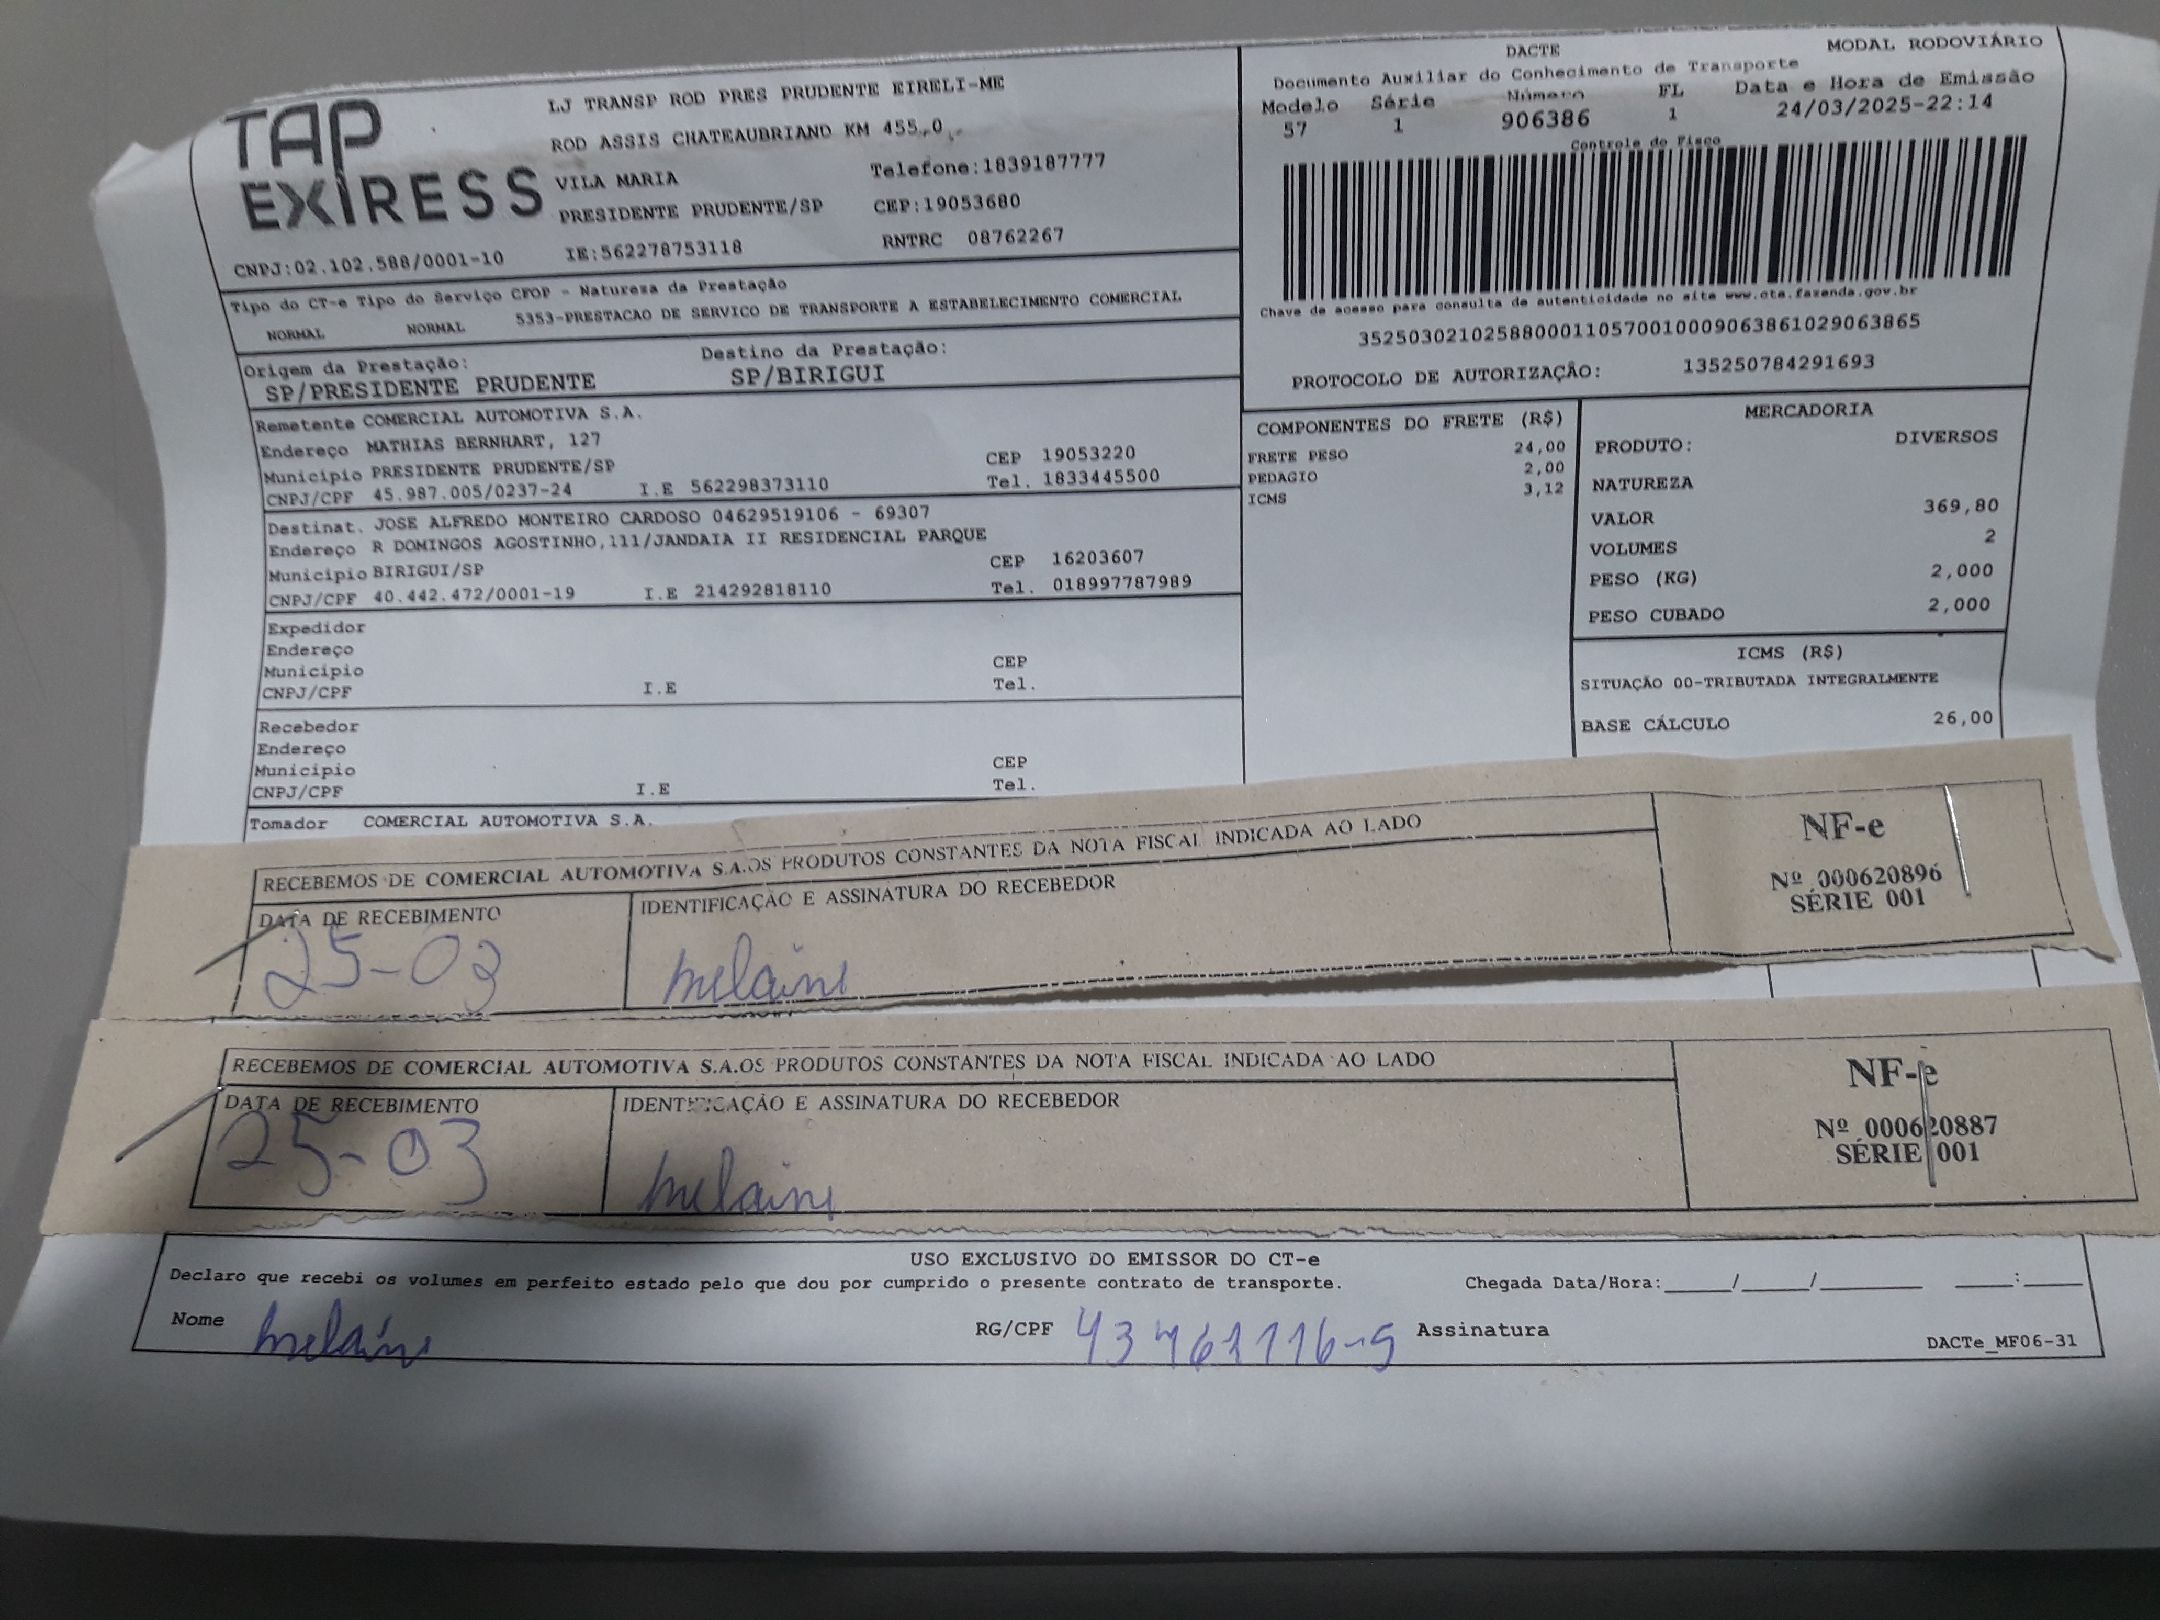 TAP
EXPRESS
LJ TRANSP ROD PRES PRUDENTE EIRELI-ME
ROD ASSIS CHATEAUBRIAND KM 455,0
VILA MARIA Telefone:1839187777
PRESIDENTE PRUDENTE/SP CEP:19053680
CNPJ:02.102.588/0001-10 IE:562278753118 RNTRC 08762267
DACTE MODAL RODOVIÁRIO
Documento Auxiliar do Conhecimento de Transporte
Modelo Série Número FL Data e Hora de Emissão
57 1 906386 1 24/03/2025-22:14
Controle do Fisco
Chave de acesso para consulta de autenticidade no site www.cte.fazenda.gov.br
35250302102588000110570010009063861029063865
PROTOCOLO DE AUTORIZAÇÃO: 135250784291693
Tipo do CT-e Tipo do Serviço CFOP - Natureza da Prestação
NORMAL NORMAL 5353-PRESTACAO DE SERVICO DE TRANSPORTE A ESTABELECIMENTO COMERCIAL
Origem da Prestação: Destino da Prestação:
SP/PRESIDENTE PRUDENTE SP/BIRIGUI
Remetente COMERCIAL AUTOMOTIVA S.A.
Endereço MATHIAS BERNHART, 127
Município PRESIDENTE PRUDENTE/SP CEP 19053220
CNPJ/CPF 45.987.005/0237-24 I.E 562298373110 Tel. 1833445500
Destinat. JOSE ALFREDO MONTEIRO CARDOSO 04629519106 - 69307
Endereço R DOMINGOS AGOSTINHO,111/JANDAIA II RESIDENCIAL PARQUE
Município BIRIGUI/SP CEP 16203607
CNPJ/CPF 40.442.472/0001-19 I.E 214292818110 Tel. 018997787989
Expedidor
Endereço
Município CEP
CNPJ/CPF I.E Tel.
Recebedor
Endereço
Município CEP
CNPJ/CPF I.E Tel.
Tomador COMERCIAL AUTOMOTIVA S.A.
COMPONENTES DO FRETE (R$)
FRETE PESO 24,00
PEDAGIO 2,00
ICMS 3,12
MERCADORIA
PRODUTO: DIVERSOS
NATUREZA
VALOR 369,80
VOLUMES 2
PESO (KG) 2,000
PESO CUBADO 2,000
ICMS (R$)
SITUAÇÃO 00-TRIBUTADA INTEGRALMENTE
BASE CÁLCULO 26,00
RECEBEMOS DE COMERCIAL AUTOMOTIVA S.A.OS PRODUTOS CONSTANTES DA NOTA FISCAL INDICADA AO LADO
DATA DE RECEBIMENTO IDENTIFICAÇÃO E ASSINATURA DO RECEBEDOR
25-03 Melaine
NF-e
Nº 000620896
SÉRIE 001
RECEBEMOS DE COMERCIAL AUTOMOTIVA S.A.OS PRODUTOS CONSTANTES DA NOTA FISCAL INDICADA AO LADO
DATA DE RECEBIMENTO IDENTIFICAÇÃO E ASSINATURA DO RECEBEDOR
25-03 Melaine
NF-e
Nº 000620887
SÉRIE 001
USO EXCLUSIVO DO EMISSOR DO CT-e
Declaro que recebi os volumes em perfeito estado pelo que dou por cumprido o presente contrato de transporte. Chegada Data/Hora:____/____/______ ____:____
Nome Melaine RG/CPF 43461116-5 Assinatura
DACTe_MF06-31